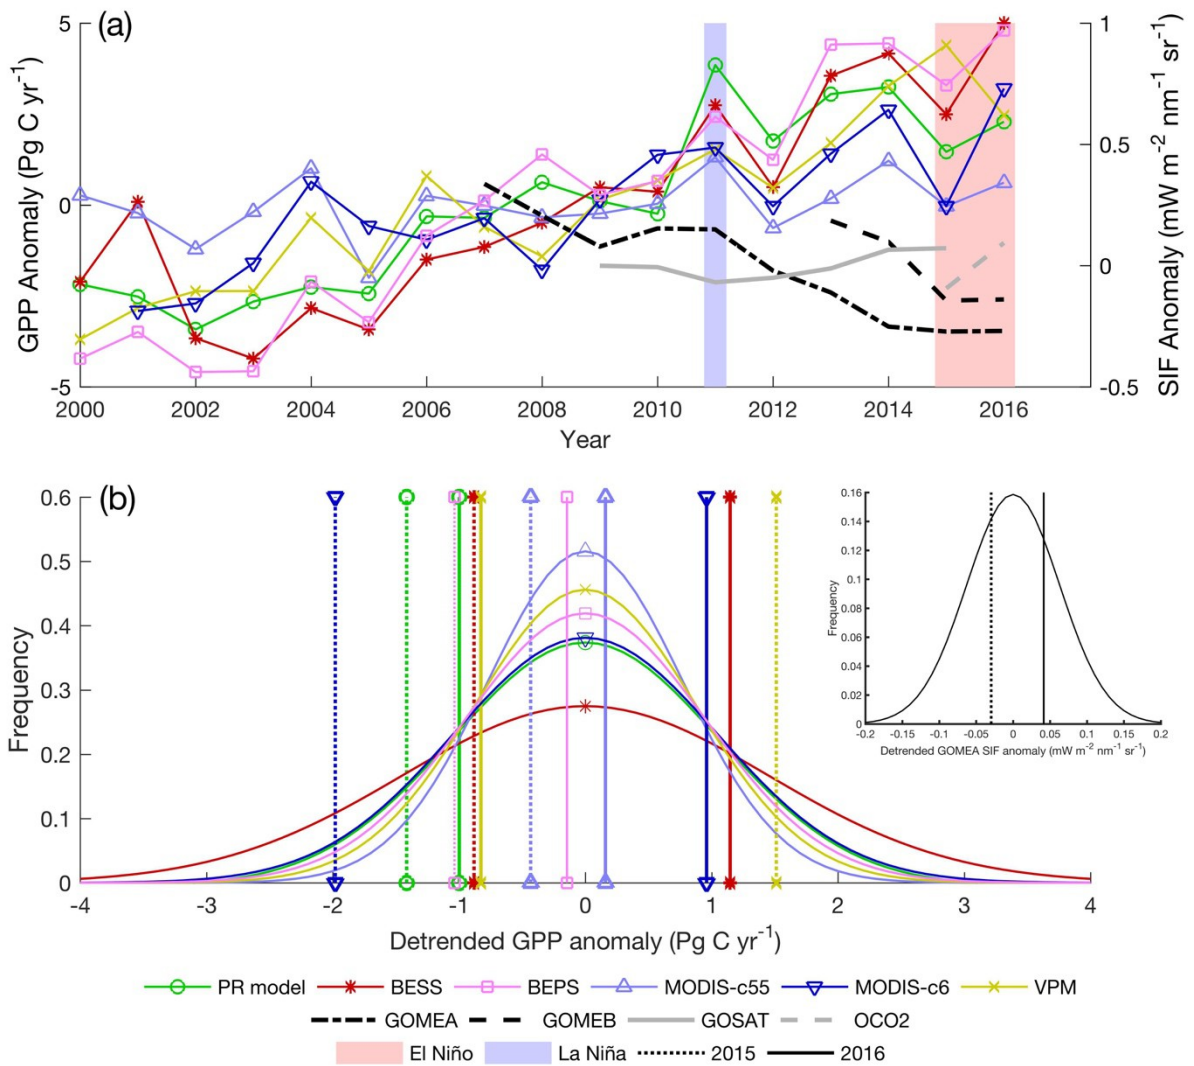 (a)
GPP Anomaly (Pg C yr-1)
5
0
-5
2000 2002 2004 2006 2008 2010 2012 2014 2016
Year
1
0.5
0
-0.5
SIF Anomaly (mW m-2 nm-1 sr-1)
(b)
Frequency
0.6
0.5
0.4
0.3
0.2
0.1
0
-4 -3 -2 -1 0 1 2 3 4
Detrended GPP anomaly (Pg C yr-1)
Frequency
0.16
0.14
0.12
0.1
0.08
0.06
0.04
0.02
0
-0.2 -0.15 -0.1 -0.05 0 0.05 0.1 0.15 0.2
Detrended GOMEA SIF anomaly (mW m-2 nm-1 sr-1)
PR model BESS BEPS MODIS-c55 MODIS-c6 VPM
GOMEA GOMEB GOSAT OCO2
El Niño La Niña 2015 2016